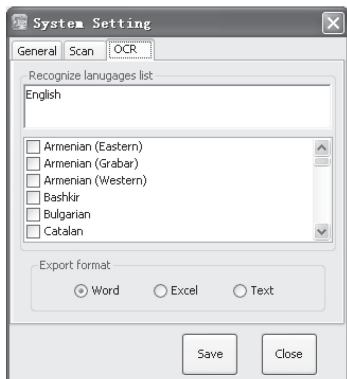 System Setting
General Scan OCR
Recognize lanugages list
English
Armenian (Eastern)
Armenian (Grabar)
Armenian (Western)
Bashkir
Bulgarian
Catalan
Export format
Word Excel Text
Save Close